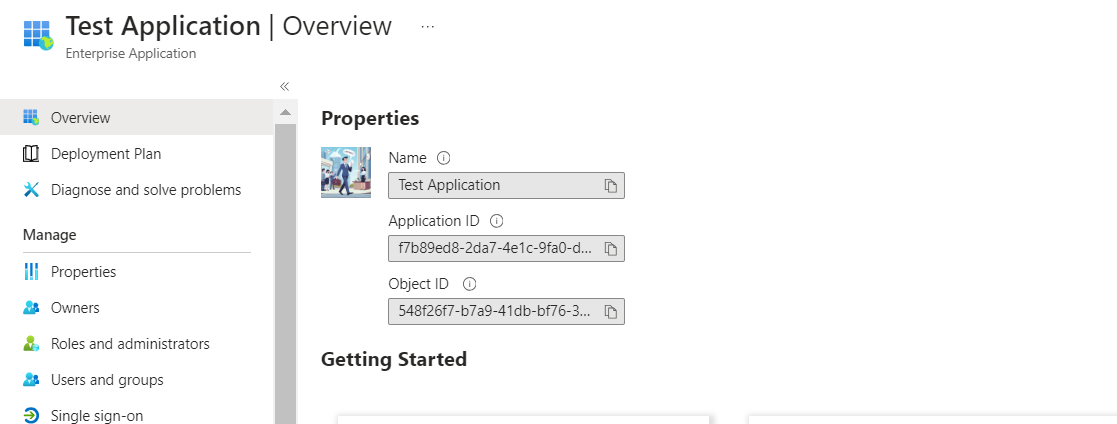 Test Application | Overview ...
Enterprise Application
«
Overview
Deployment Plan
Diagnose and solve problems
Manage
Properties
Owners
Roles and administrators
Users and groups
Single sign-on
Properties
Name
Test Application
Application ID
f7b89ed8-2da7-4e1c-9fa0-d...
Object ID
548f26f7-b7a9-41db-bf76-3...
Getting Started